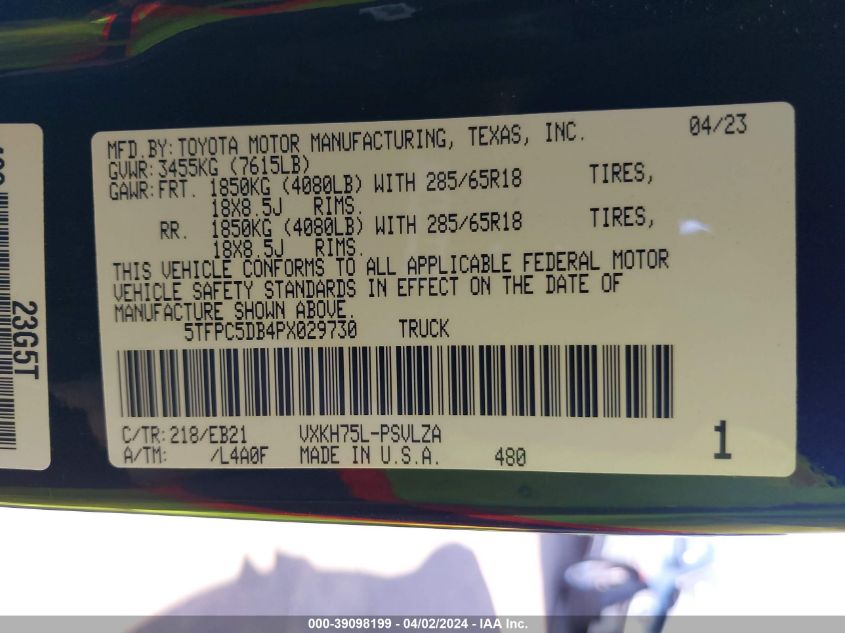 MFD.BY:TOYOTA MOTOR MANUFACTURING, TEXAS, INC. 04/23
GVWR:3455KG (7615LB)
GAWR:FRT. 1850KG (4080LB) WITH 285/65R18 TIRES,
18X8.5J RIMS.
RR. 1850KG (4080LB) WITH 285/65R18 TIRES,
18X8.5J RIMS.
THIS VEHICLE CONFORMS TO ALL APPLICABLE FEDERAL MOTOR
VEHICLE SAFETY STANDARDS IN EFFECT ON THE DATE OF
MANUFACTURE SHOWN ABOVE.
5TFPC5DB4PX029730 TRUCK
C/TR:218/EB21 VXKH75L-PSVLZA
A/TM: /L4A0F MADE IN U.S.A. 480 1
23G5T
000-39098199 - 04/02/2024 - IAA Inc.